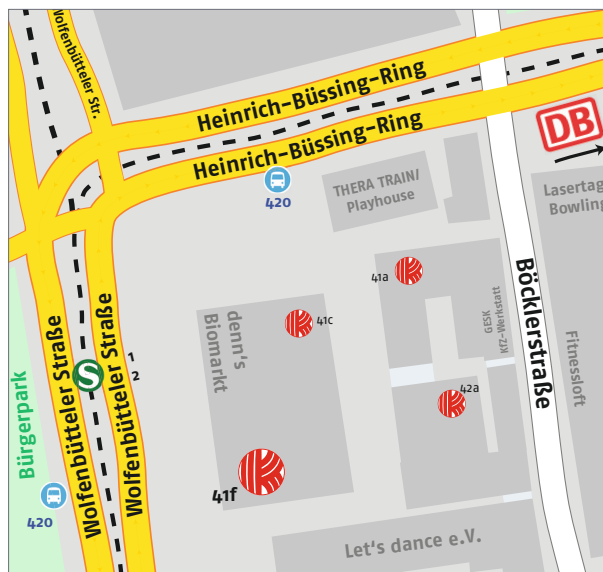 Wolfenbütteler Str.
Heinrich-Büssing-Ring
Heinrich-Büssing-Ring
DB
420
THERA TRAIN/
Playhouse
Lasertag
Bowling
41a
41c
denn's
Biomarkt
GESK
KfZ-Werkstatt
Böcklerstraße
Fitnessloft
Wolfenbütteler Straße
Wolfenbütteler Straße
S
1
2
42a
Bürgerpark
41f
420
Let's dance e.V.